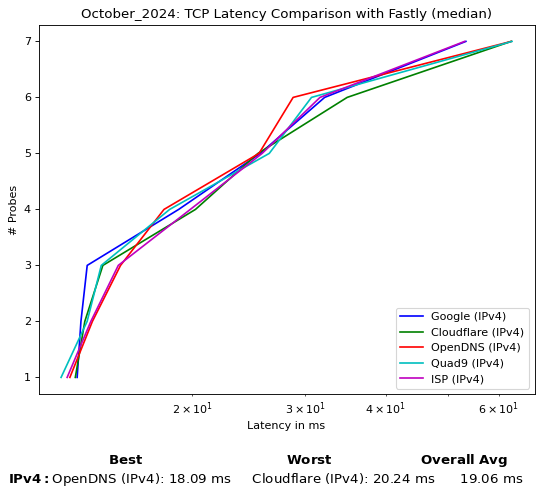 October_2024: TCP Latency Comparison with Fastly (median)
7
6
5
4
3
2
1
# Probes
2 × 10¹
3 × 10¹
4 × 10¹
6 × 10¹
Latency in ms
Google (IPv4)
Cloudflare (IPv4)
OpenDNS (IPv4)
Quad9 (IPv4)
ISP (IPv4)
Best Worst Overall Avg
IPv4: OpenDNS (IPv4): 18.09 ms Cloudflare (IPv4): 20.24 ms 19.06 ms